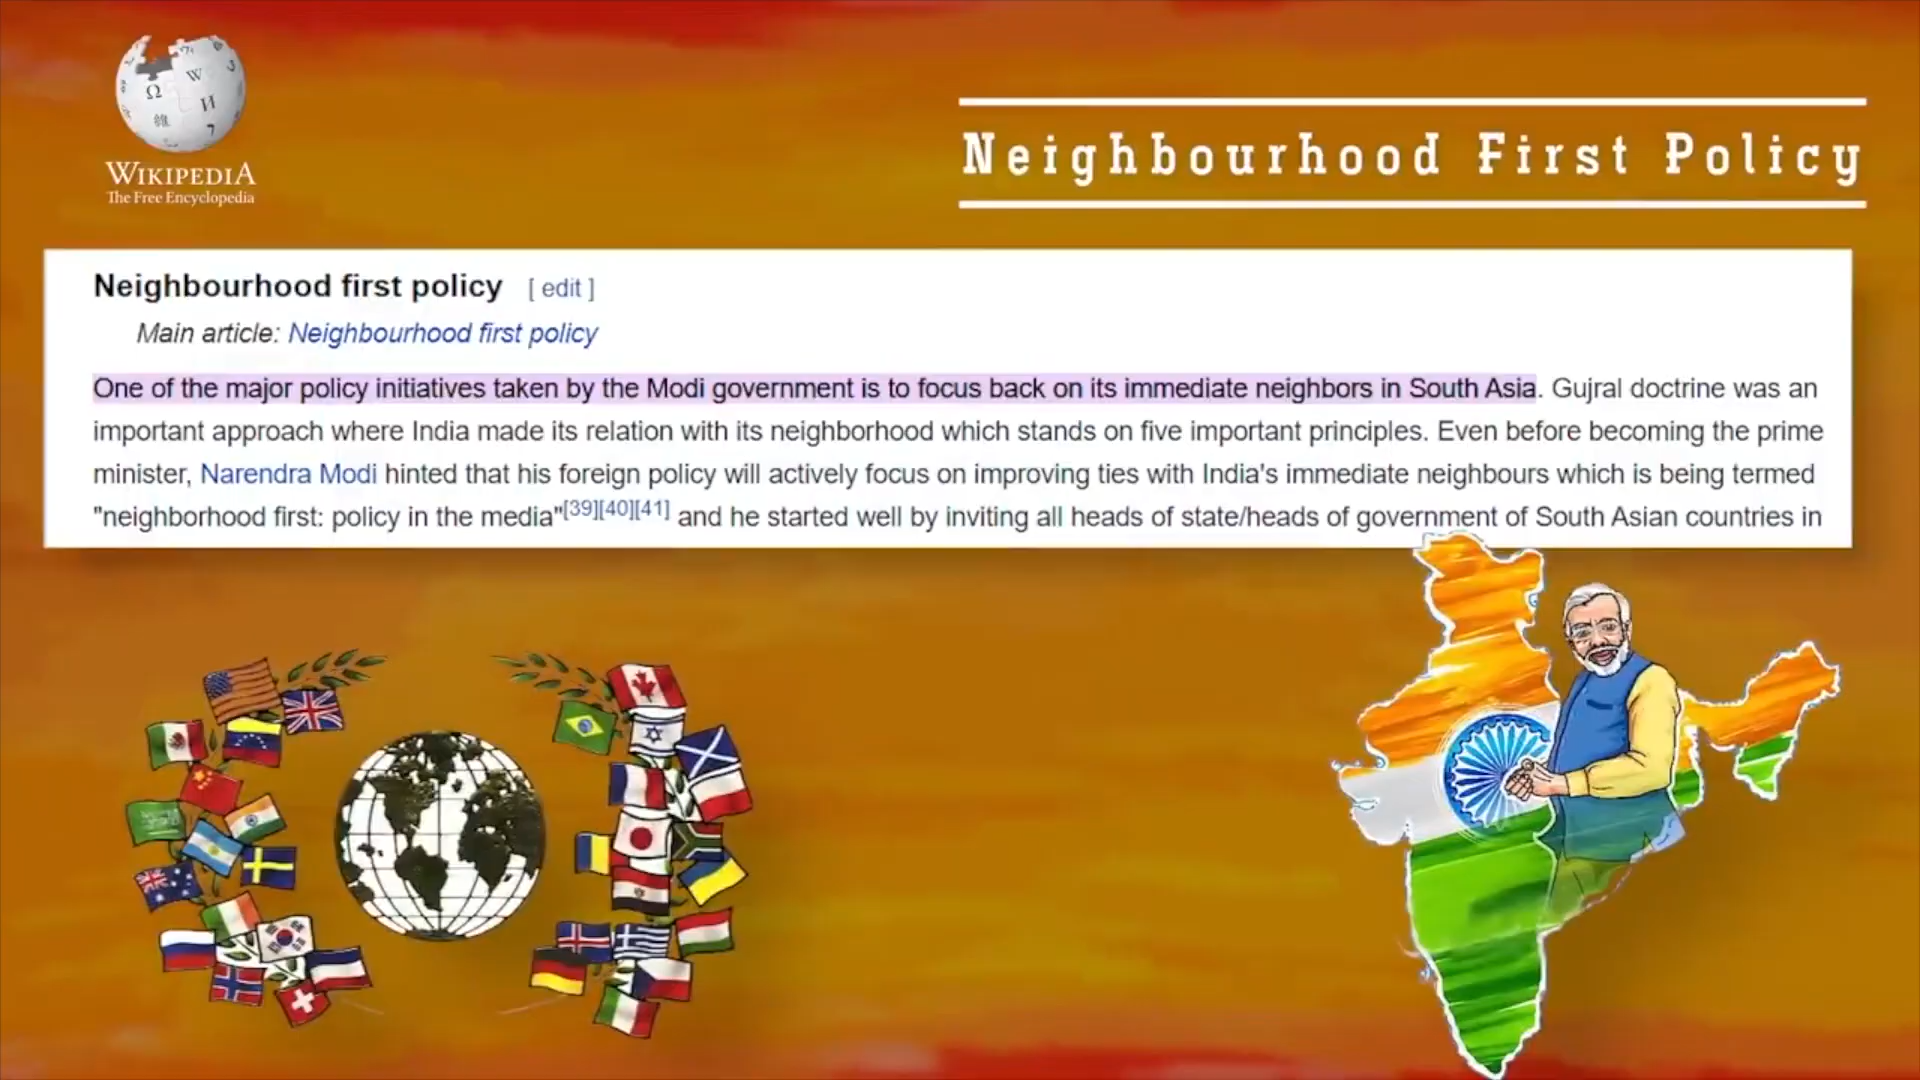 WIKIPEDIA
The Free Encyclopedia
Neighbourhood First Policy
Neighbourhood first policy [ edit ]
Main article: Neighbourhood first policy
One of the major policy initiatives taken by the Modi government is to focus back on its immediate neighbors in South Asia. Gujral doctrine was an
important approach where India made its relation with its neighborhood which stands on five important principles. Even before becoming the prime
minister, Narendra Modi hinted that his foreign policy will actively focus on improving ties with India's immediate neighbours which is being termed
"neighborhood first: policy in the media"[39][40][41] and he started well by inviting all heads of state/heads of government of South Asian countries in